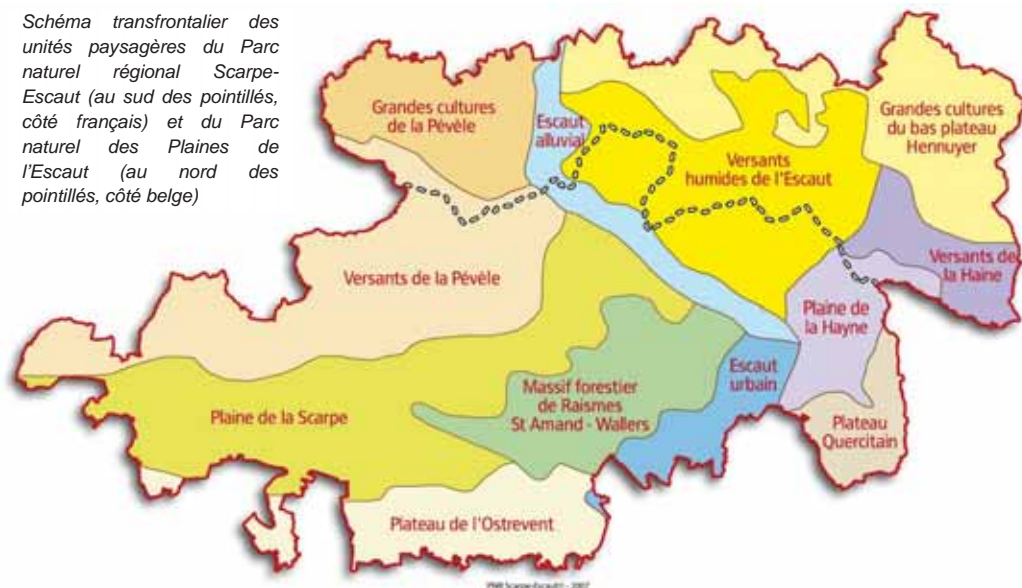 Schéma transfrontalier des
unités paysagères du Parc
naturel régional Scarpe-
Escaut (au sud des pointillés,
côté français) et du Parc
naturel des Plaines de
l'Escaut (au nord des
pointillés, côté belge)
Grandes cultures
de la Pévèle
Escaut
alluvial
Versants
humides de l'Escaut
Grandes cultures
du bas plateau
Hennuyer
Versants de la Pévèle
Versants de
la Haine
Plaine de
la Hayne
Escaut
urbain
Massif forestier
de Raismes
St Amand - Wallers
Plaine de la Scarpe
Plateau
Quercitain
Plateau de l'Ostrevent
PNR Scarpe-Escaut - 2007